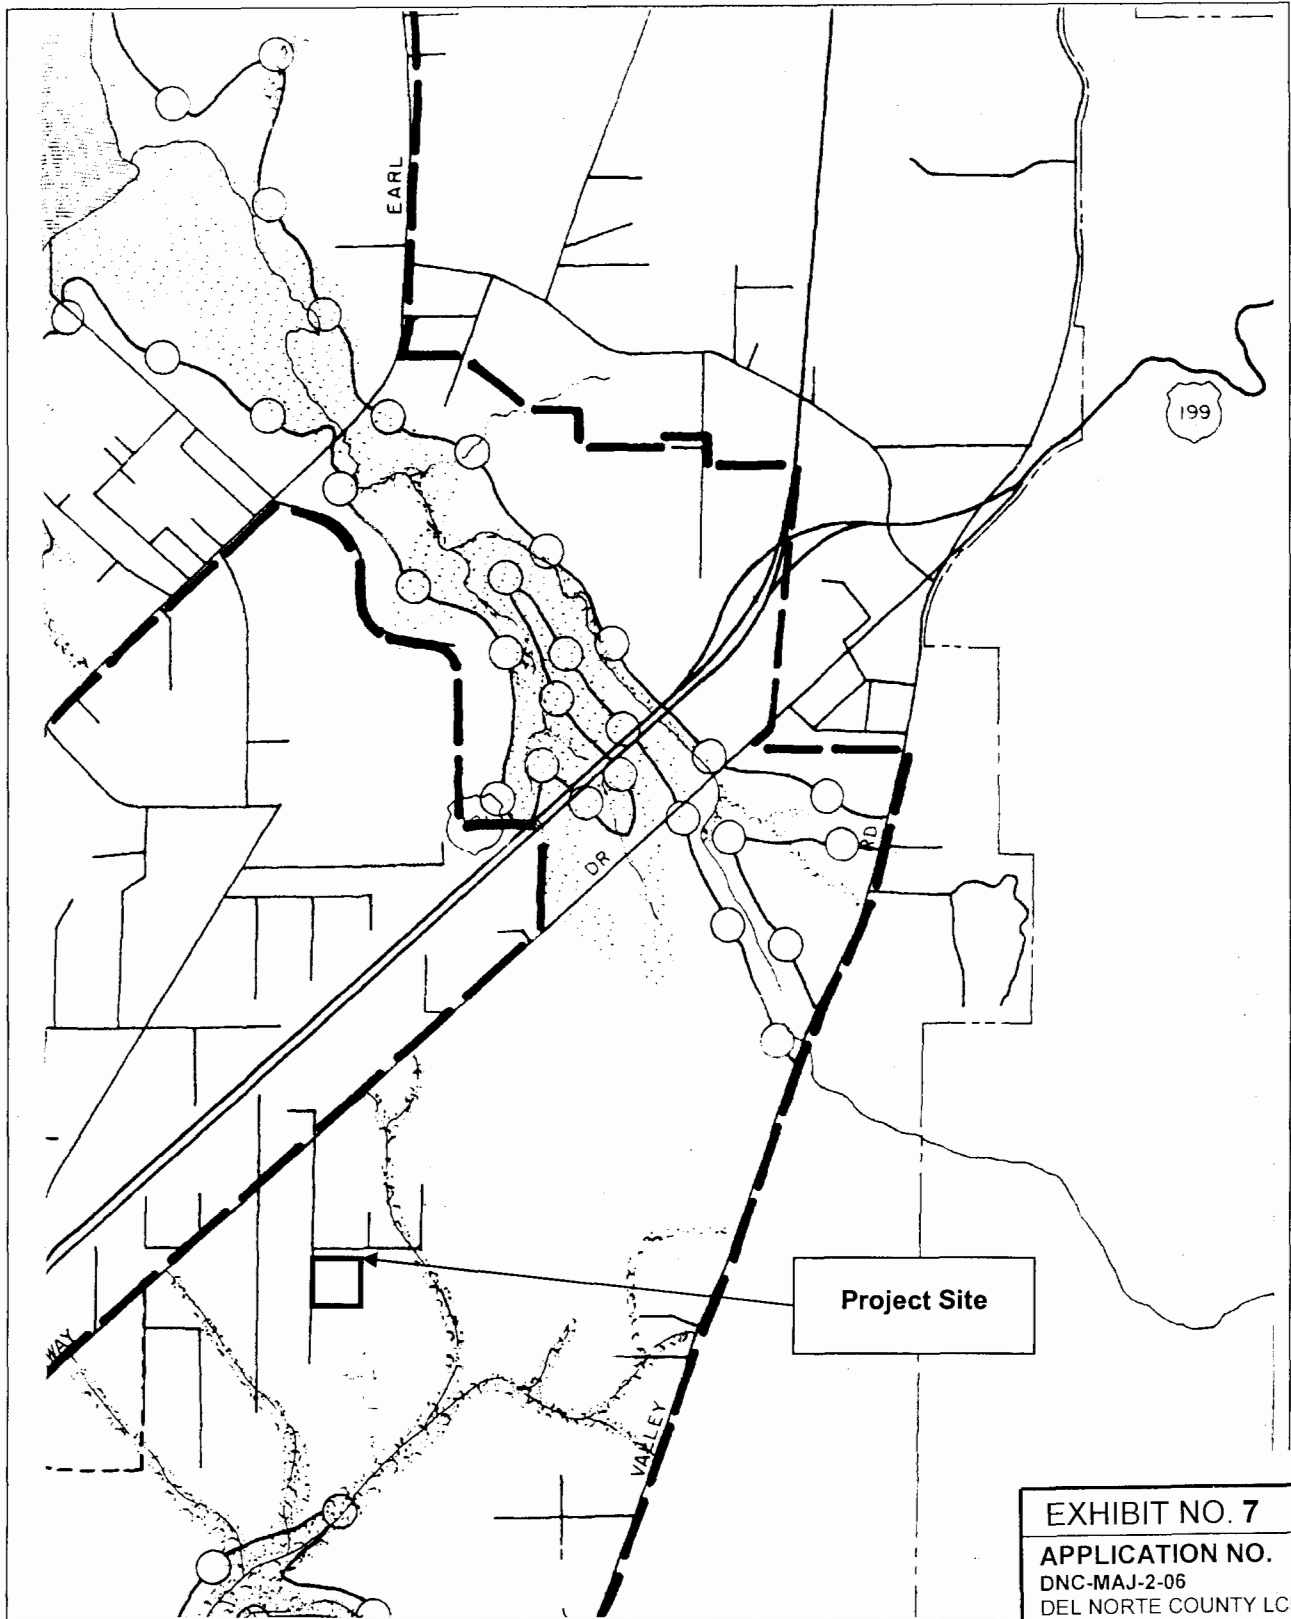 EARL
199
DR
RD
Project Site
WAY
VALLEY
EXHIBIT NO. 7
APPLICATION NO.
DNC-MAJ-2-06
DEL NORTE COUNTY LC